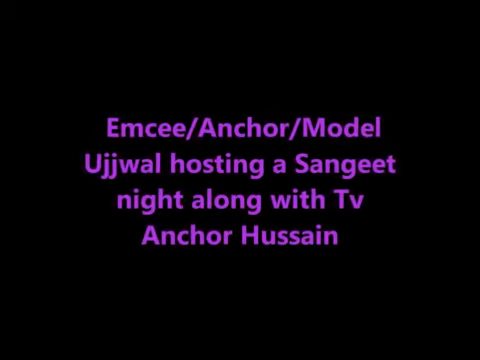 Emcee/Anchor/Model
Ujjwal hosting a Sangeet
night along with Tv
Anchor Hussain